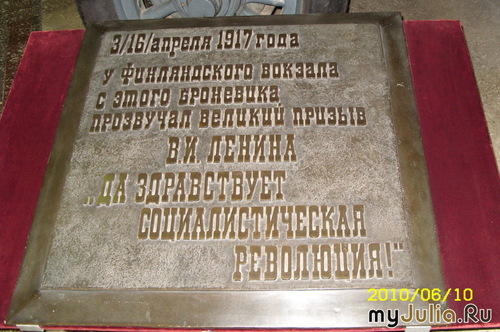 3/16/апреля 1917 года
у Финляндского вокзала
с этого броневика
прозвучал великий призыв
В.И. ЛЕНИНА
„ДА ЗДРАВСТВУЕТ
СОЦИАЛИСТИЧЕСКАЯ
РЕВОЛЮЦИЯ!“
2010/06/10
myJulia.Ru